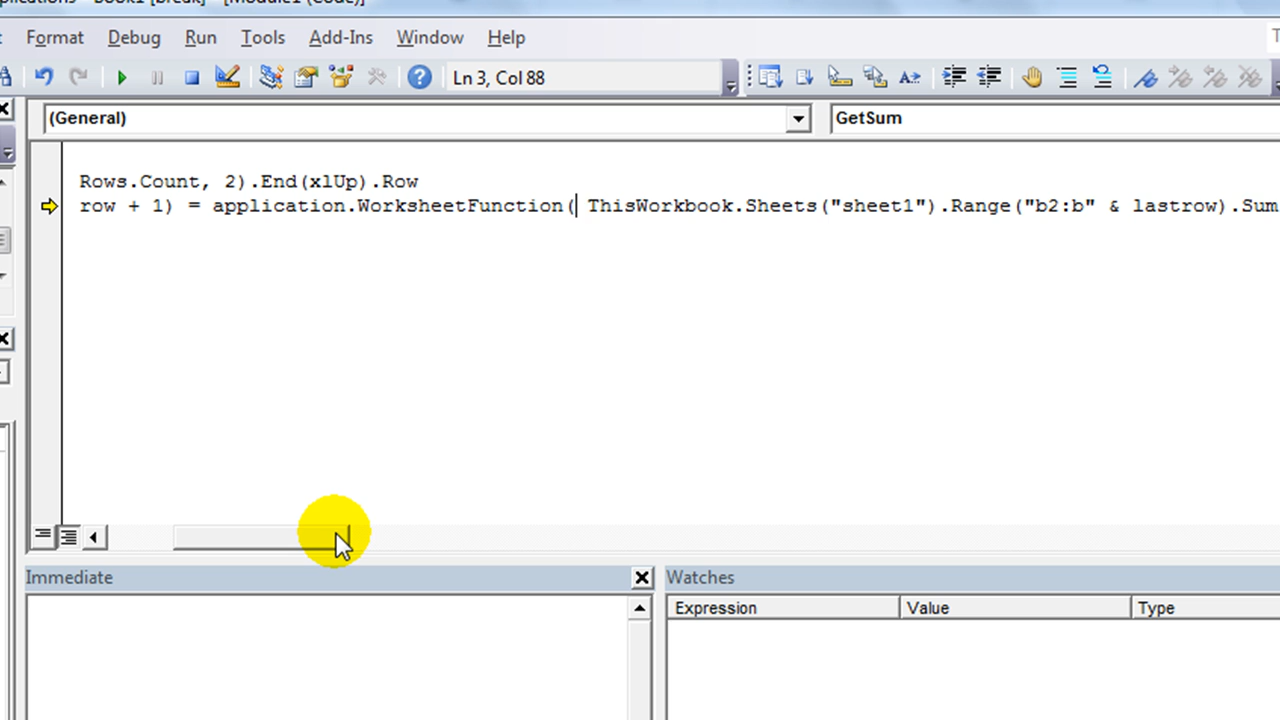 Format Debug Run Tools Add-Ins Window Help
Ln 3, Col 88
(General) GetSum
Rows.Count, 2).End(xlUp).Row
row + 1) = application.WorksheetFunction( ThisWorkbook.Sheets("sheet1").Range("b2:b" & lastrow).Sum
Immediate Watches
Expression Value Type